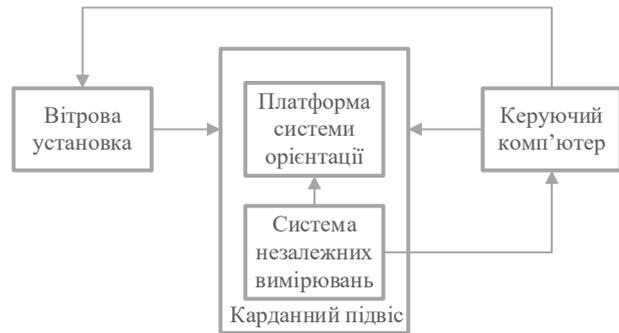 Вітрова
установка
Платформа
системи
орієнтації
Керуючий
комп’ютер
Система
незалежних
вимірювань
Карданний підвіс